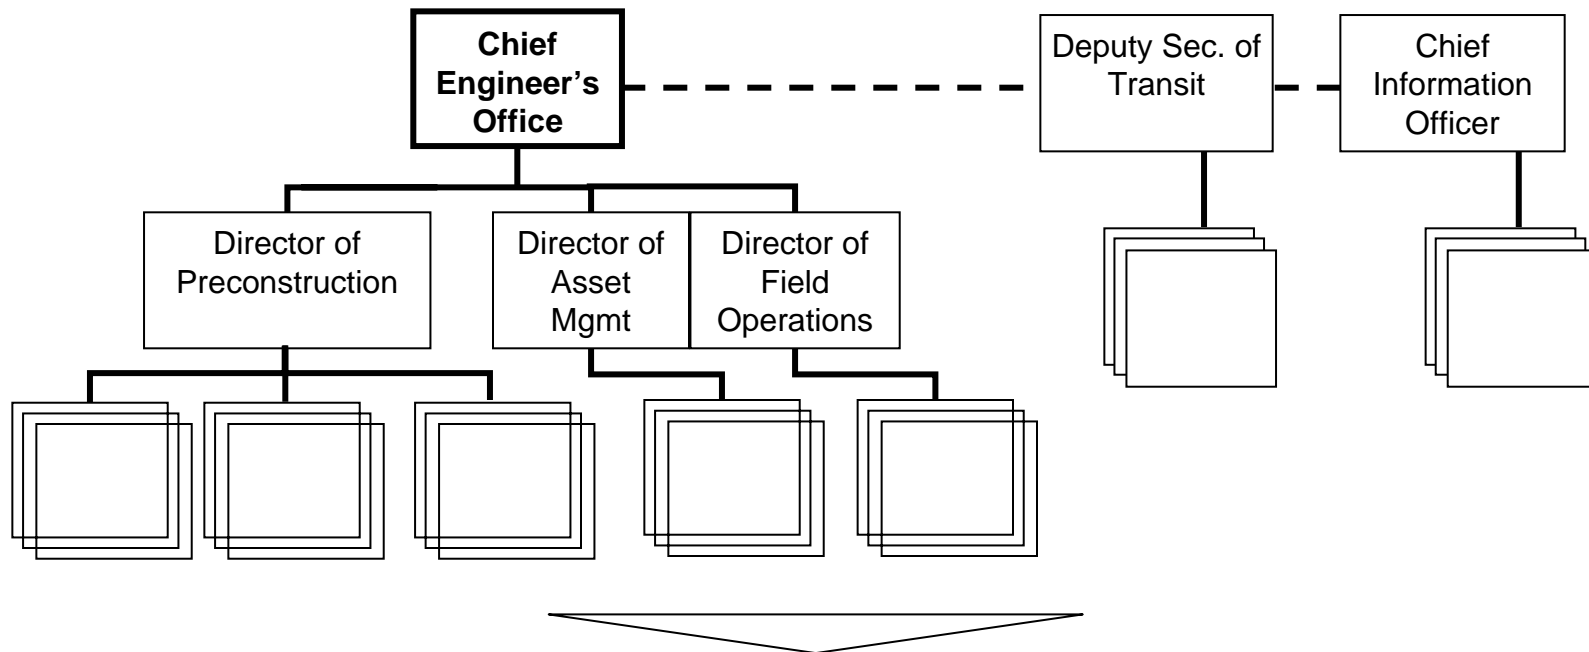 Chief
Engineer’s
Office
Deputy Sec. of
Transit
Chief
Information
Officer
Director of
Preconstruction
Director of
Asset
Mgmt
Director of
Field
Operations